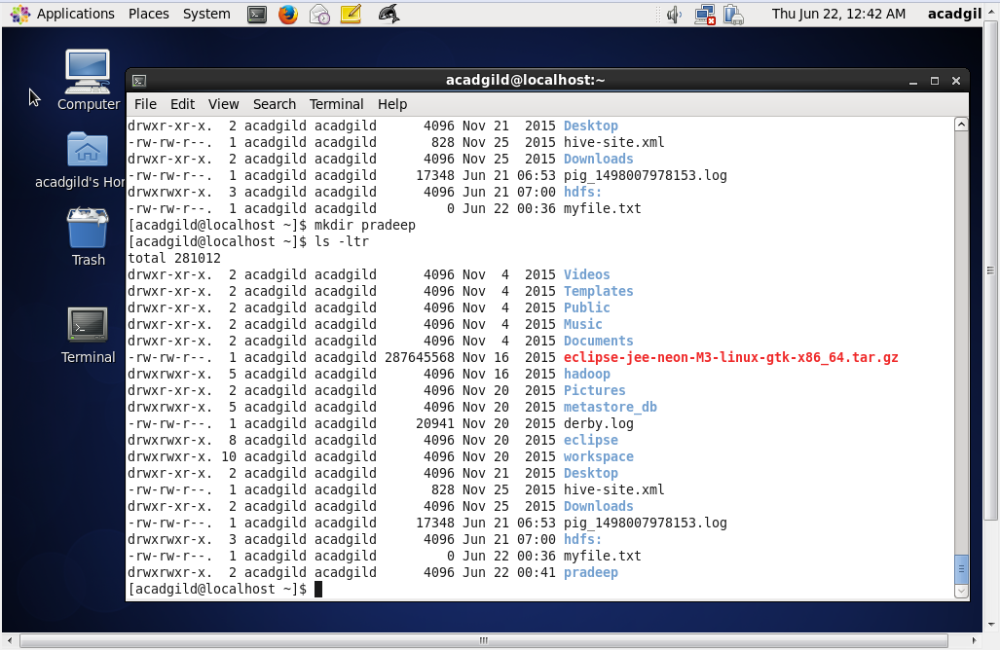 Applications Places System Thu Jun 22, 12:42 AM acadgil
Computer
acadgild's Hor
Trash
Terminal
acadgild@localhost:~
File Edit View Search Terminal Help
drwxr-xr-x.  2 acadgild acadgild      4096 Nov 21  2015 Desktop
-rw-rw-r--.  1 acadgild acadgild       828 Nov 25  2015 hive-site.xml
drwxr-xr-x.  2 acadgild acadgild      4096 Nov 25  2015 Downloads
-rw-rw-r--.  1 acadgild acadgild     17348 Jun 21 06:53 pig_1498007978153.log
drwxrwxr-x.  3 acadgild acadgild      4096 Jun 21 07:00 hdfs:
-rw-rw-r--.  1 acadgild acadgild         0 Jun 22 00:36 myfile.txt
[acadgild@localhost ~]$ mkdir pradeep
[acadgild@localhost ~]$ ls -ltr
total 281012
drwxr-xr-x.  2 acadgild acadgild      4096 Nov  4  2015 Videos
drwxr-xr-x.  2 acadgild acadgild      4096 Nov  4  2015 Templates
drwxr-xr-x.  2 acadgild acadgild      4096 Nov  4  2015 Public
drwxr-xr-x.  2 acadgild acadgild      4096 Nov  4  2015 Music
drwxr-xr-x.  2 acadgild acadgild      4096 Nov  4  2015 Documents
-rw-rw-r--.  1 acadgild acadgild 287645568 Nov 16  2015 eclipse-jee-neon-M3-linux-gtk-x86_64.tar.gz
drwxrwxr-x.  5 acadgild acadgild      4096 Nov 16  2015 hadoop
drwxr-xr-x.  2 acadgild acadgild      4096 Nov 20  2015 Pictures
drwxrwxr-x.  5 acadgild acadgild      4096 Nov 20  2015 metastore_db
-rw-rw-r--.  1 acadgild acadgild     20941 Nov 20  2015 derby.log
drwxrwxr-x.  8 acadgild acadgild      4096 Nov 20  2015 eclipse
drwxrwxr-x. 10 acadgild acadgild      4096 Nov 20  2015 workspace
drwxr-xr-x.  2 acadgild acadgild      4096 Nov 21  2015 Desktop
-rw-rw-r--.  1 acadgild acadgild       828 Nov 25  2015 hive-site.xml
drwxr-xr-x.  2 acadgild acadgild      4096 Nov 25  2015 Downloads
-rw-rw-r--.  1 acadgild acadgild     17348 Jun 21 06:53 pig_1498007978153.log
drwxrwxr-x.  3 acadgild acadgild      4096 Jun 21 07:00 hdfs:
-rw-rw-r--.  1 acadgild acadgild         0 Jun 22 00:36 myfile.txt
drwxrwxr-x.  2 acadgild acadgild      4096 Jun 22 00:41 pradeep
[acadgild@localhost ~]$